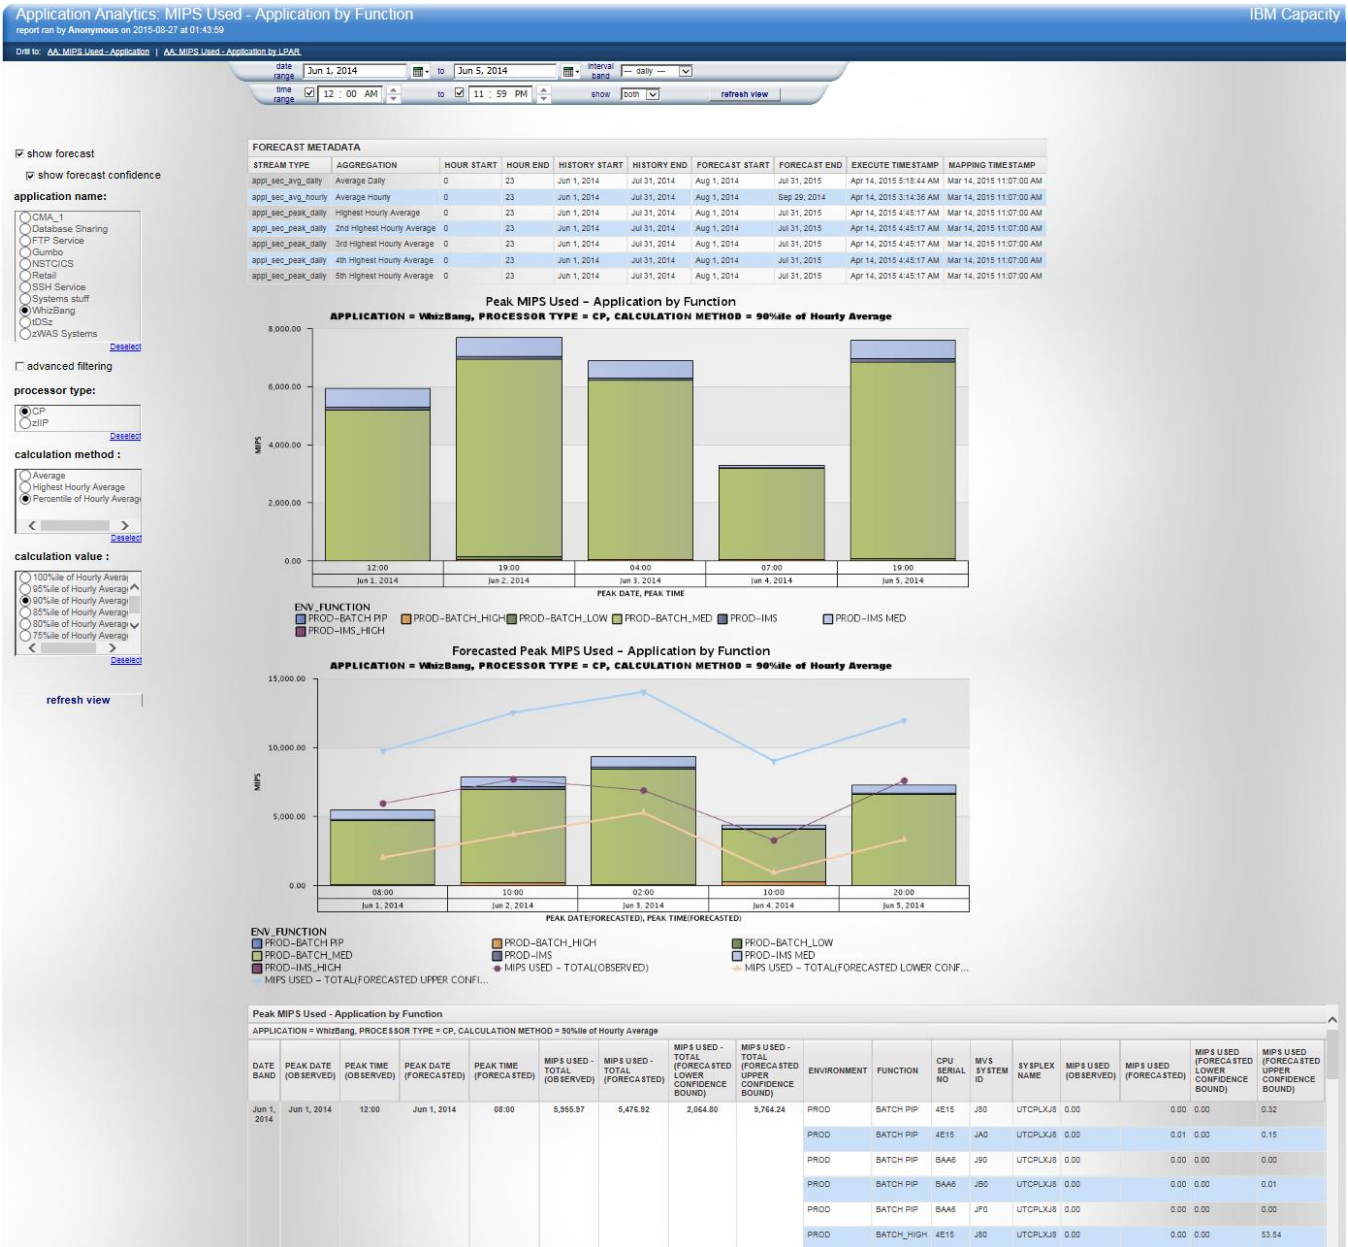 Application Analytics: MIPS Used - Application by Function
IBM Capacity
report ran by Anonymous on 2015-08-27 at 01:43:59
Drill to: AA: MIPS Used - Application | AA: MIPS Used - Application by LPAR
date range Jun 1, 2014 to Jun 5, 2014 interval band --- daily ---
time range 12 : 00 AM to 11 : 59 PM show both refresh view
show forecast
show forecast confidence
application name:
CMA_1
Database Sharing
FTP Service
Gumbo
NSTCICS
Retail
SSH Service
Systems stuff
WhizBang
tDSz
zWAS Systems
Deselect
advanced filtering
processor type:
CP
zIIP
Deselect
calculation method :
Average
Highest Hourly Average
Percentile of Hourly Averag
Deselect
calculation value :
100%ile of Hourly Averag
95%ile of Hourly Averag
90%ile of Hourly Averag
85%ile of Hourly Averag
80%ile of Hourly Averag
75%ile of Hourly Averag
Deselect
refresh view
FORECAST METADATA
STREAM TYPE AGGREGATION HOUR START HOUR END HISTORY START HISTORY END FORECAST START FORECAST END EXECUTE TIMESTAMP MAPPING TIMESTAMP
appl_sec_avg_daily Average Daily 0 23 Jun 1, 2014 Jul 31, 2014 Aug 1, 2014 Jul 31, 2015 Apr 14, 2015 5:18:44 AM Mar 14, 2015 11:07:00 AM
appl_sec_avg_hourly Average Hourly 0 23 Jun 1, 2014 Jul 31, 2014 Aug 1, 2014 Sep 29, 2014 Apr 14, 2015 3:14:36 AM Mar 14, 2015 11:07:00 AM
appl_sec_peak_daily Highest Hourly Average 0 23 Jun 1, 2014 Jul 31, 2014 Aug 1, 2014 Jul 31, 2015 Apr 14, 2015 4:45:17 AM Mar 14, 2015 11:07:00 AM
appl_sec_peak_daily 2nd Highest Hourly Average 0 23 Jun 1, 2014 Jul 31, 2014 Aug 1, 2014 Jul 31, 2015 Apr 14, 2015 4:45:17 AM Mar 14, 2015 11:07:00 AM
appl_sec_peak_daily 3rd Highest Hourly Average 0 23 Jun 1, 2014 Jul 31, 2014 Aug 1, 2014 Jul 31, 2015 Apr 14, 2015 4:45:17 AM Mar 14, 2015 11:07:00 AM
appl_sec_peak_daily 4th Highest Hourly Average 0 23 Jun 1, 2014 Jul 31, 2014 Aug 1, 2014 Jul 31, 2015 Apr 14, 2015 4:45:17 AM Mar 14, 2015 11:07:00 AM
appl_sec_peak_daily 5th Highest Hourly Average 0 23 Jun 1, 2014 Jul 31, 2014 Aug 1, 2014 Jul 31, 2015 Apr 14, 2015 4:45:17 AM Mar 14, 2015 11:07:00 AM
Peak MIPS Used – Application by Function
APPLICATION = WhizBang, PROCESSOR TYPE = CP, CALCULATION METHOD = 90%ile of Hourly Average
8,000.00
6,000.00
4,000.00
2,000.00
0.00
MIPS
12:00 19:00 04:00 07:00 19:00
Jun 1, 2014 Jun 2, 2014 Jun 3, 2014 Jun 4, 2014 Jun 5, 2014
PEAK DATE, PEAK TIME
ENV_FUNCTION
PROD–BATCH PIP PROD–BATCH_HIGH PROD–BATCH_LOW PROD–BATCH_MED PROD–IMS PROD–IMS MED
PROD–IMS_HIGH
Forecasted Peak MIPS Used – Application by Function
APPLICATION = WhizBang, PROCESSOR TYPE = CP, CALCULATION METHOD = 90%ile of Hourly Average
15,000.00
10,000.00
5,000.00
0.00
MIPS
08:00 10:00 02:00 10:00 20:00
Jun 1, 2014 Jun 2, 2014 Jun 3, 2014 Jun 4, 2014 Jun 5, 2014
PEAK DATE(FORECASTED), PEAK TIME(FORECASTED)
ENV_FUNCTION
PROD–BATCH PIP PROD–BATCH_HIGH PROD–BATCH_LOW
PROD–BATCH_MED PROD–IMS PROD–IMS MED
PROD–IMS_HIGH MIPS USED – TOTAL(OBSERVED) MIPS USED – TOTAL(FORECASTED LOWER CONF...
MIPS USED – TOTAL(FORECASTED UPPER CONFI...
Peak MIPS Used - Application by Function
APPLICATION = WhizBang, PROCESSOR TYPE = CP, CALCULATION METHOD = 90%ile of Hourly Average
DATE BAND PEAK DATE (OBSERVED) PEAK TIME (OBSERVED) PEAK DATE (FORECASTED) PEAK TIME (FORECASTED) MIPS USED - TOTAL (OBSERVED) MIPS USED - TOTAL (FORECASTED) MIPS USED - TOTAL (FORECASTED LOWER CONFIDENCE BOUND) MIPS USED - TOTAL (FORECASTED UPPER CONFIDENCE BOUND) ENVIRONMENT FUNCTION CPU SERIAL NO MVS SYSTEM ID SYSPLEX NAME MIPS USED (OBSERVED) MIPS USED (FORECASTED) MIPS USED (FORECASTED LOWER CONFIDENCE BOUND) MIPS USED (FORECASTED UPPER CONFIDENCE BOUND)
Jun 1, 2014 Jun 1, 2014 12:00 Jun 1, 2014 08:00 5,955.97 5,476.92 2,064.80 9,764.24 PROD BATCH PIP 4E15 J80 UTCPLXJ8 0.00 0.00 0.00 0.32
PROD BATCH PIP 4E15 JA0 UTCPLXJ8 0.00 0.01 0.00 0.15
PROD BATCH PIP BAA6 J90 UTCPLXJ8 0.00 0.00 0.00 0.00
PROD BATCH PIP BAA6 JB0 UTCPLXJ8 0.00 0.00 0.00 0.01
PROD BATCH PIP BAA6 JF0 UTCPLXJ8 0.00 0.00 0.00 0.00
PROD BATCH_HIGH 4E15 J80 UTCPLXJ8 0.00 0.00 0.00 53.54